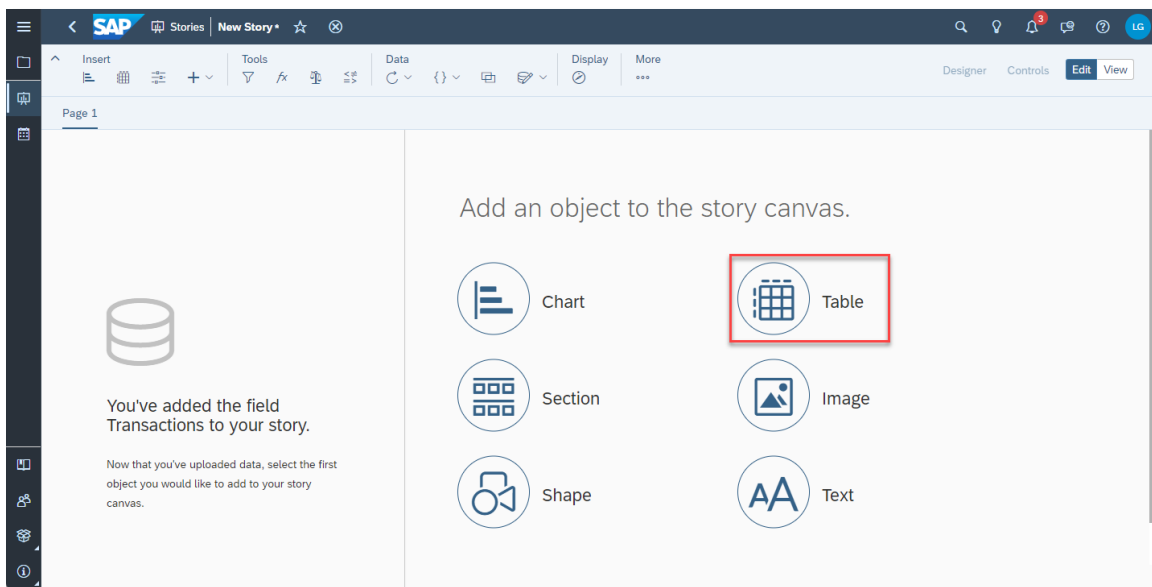 SAP Stories New Story • 3 LG
Insert Tools Data Display More
Designer Controls Edit View
Page 1
Add an object to the story canvas.
Chart Table
Section Image
Shape AA Text
You've added the field
Transactions to your story.
Now that you've uploaded data, select the first
object you would like to add to your story
canvas.